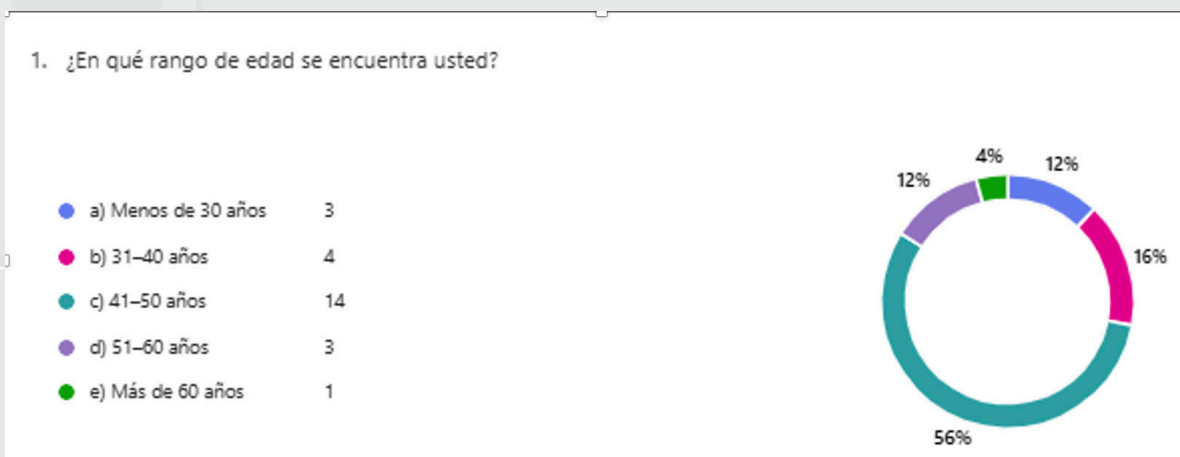 1. ¿En qué rango de edad se encuentra usted?
a) Menos de 30 años 3
b) 31–40 años 4
c) 41–50 años 14
d) 51–60 años 3
e) Más de 60 años 1
4%
12%
12%
16%
56%